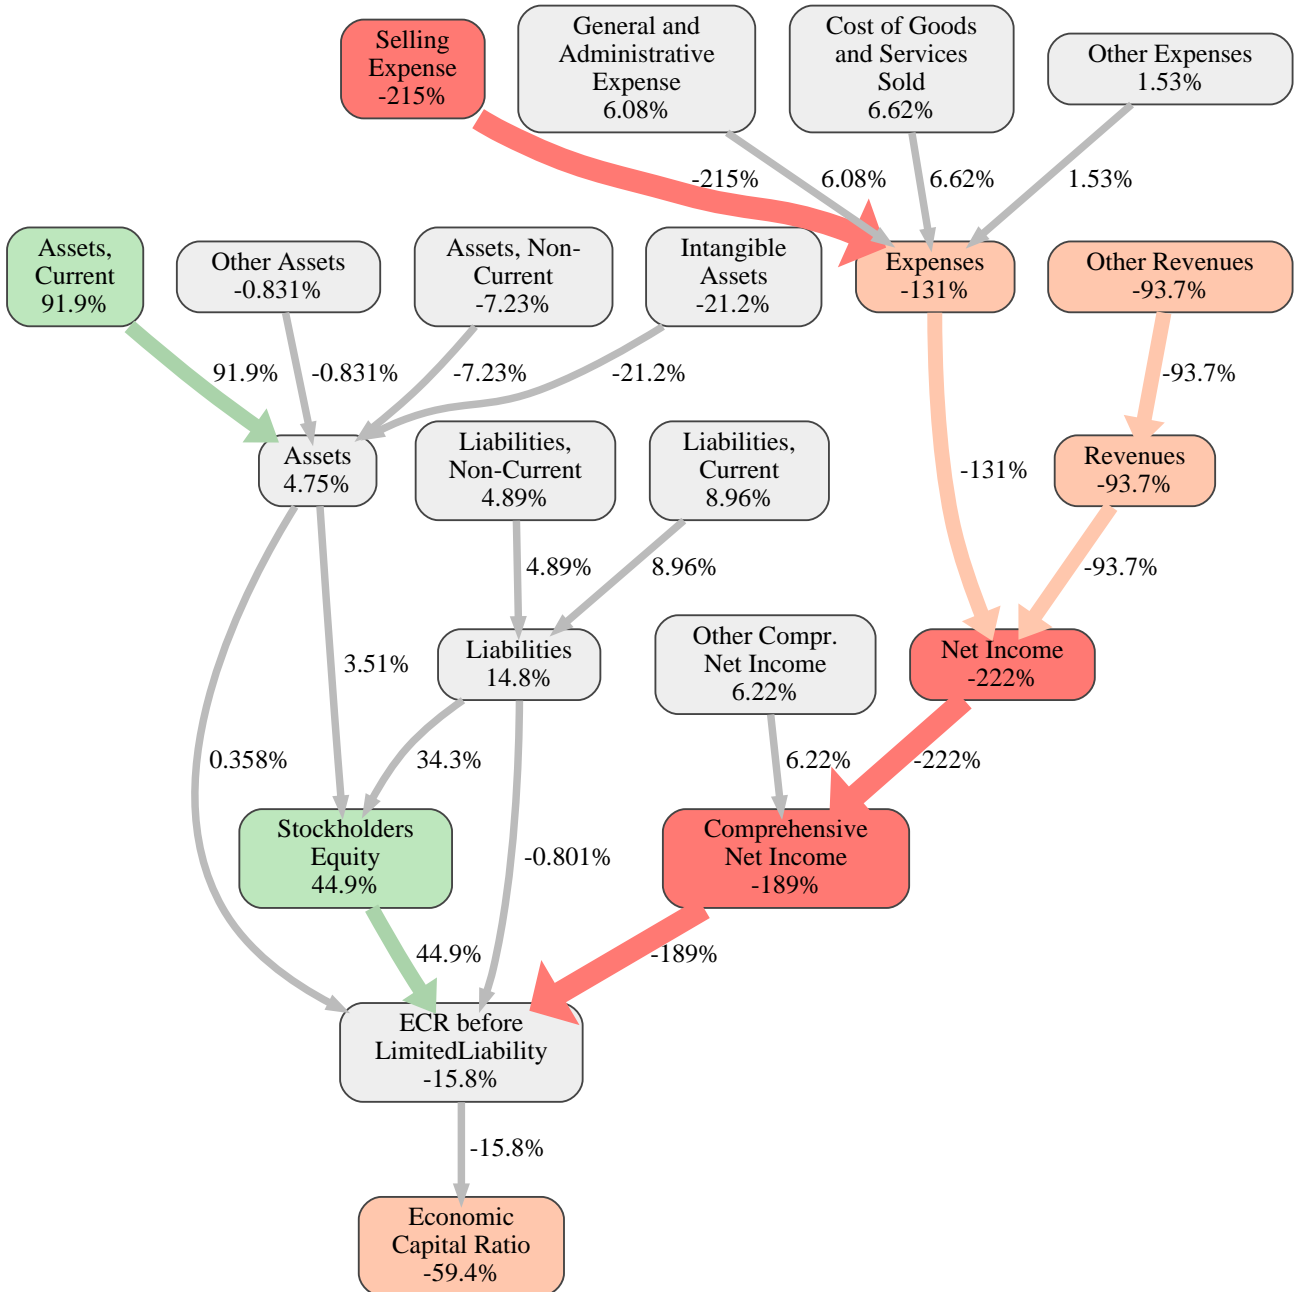 Selling
Expense
-215%
General and
Administrative
Expense
6.08%
Cost of Goods
and Services
Sold
6.62%
Other Expenses
1.53%
-215%
6.08%
6.62%
1.53%
Assets,
Current
91.9%
Other Assets
-0.831%
Assets, Non-
Current
-7.23%
Intangible
Assets
-21.2%
Expenses
-131%
Other Revenues
-93.7%
91.9%
-0.831%
-7.23%
-21.2%
-93.7%
Assets
4.75%
Liabilities,
Non-Current
4.89%
Liabilities,
Current
8.96%
-131%
Revenues
-93.7%
4.89%
8.96%
-93.7%
3.51%
Liabilities
14.8%
Other Compr.
Net Income
6.22%
Net Income
-222%
0.358%
34.3%
6.22%
-222%
Stockholders
Equity
44.9%
-0.801%
Comprehensive
Net Income
-189%
44.9%
-189%
ECR before
LimitedLiability
-15.8%
-15.8%
Economic
Capital Ratio
-59.4%